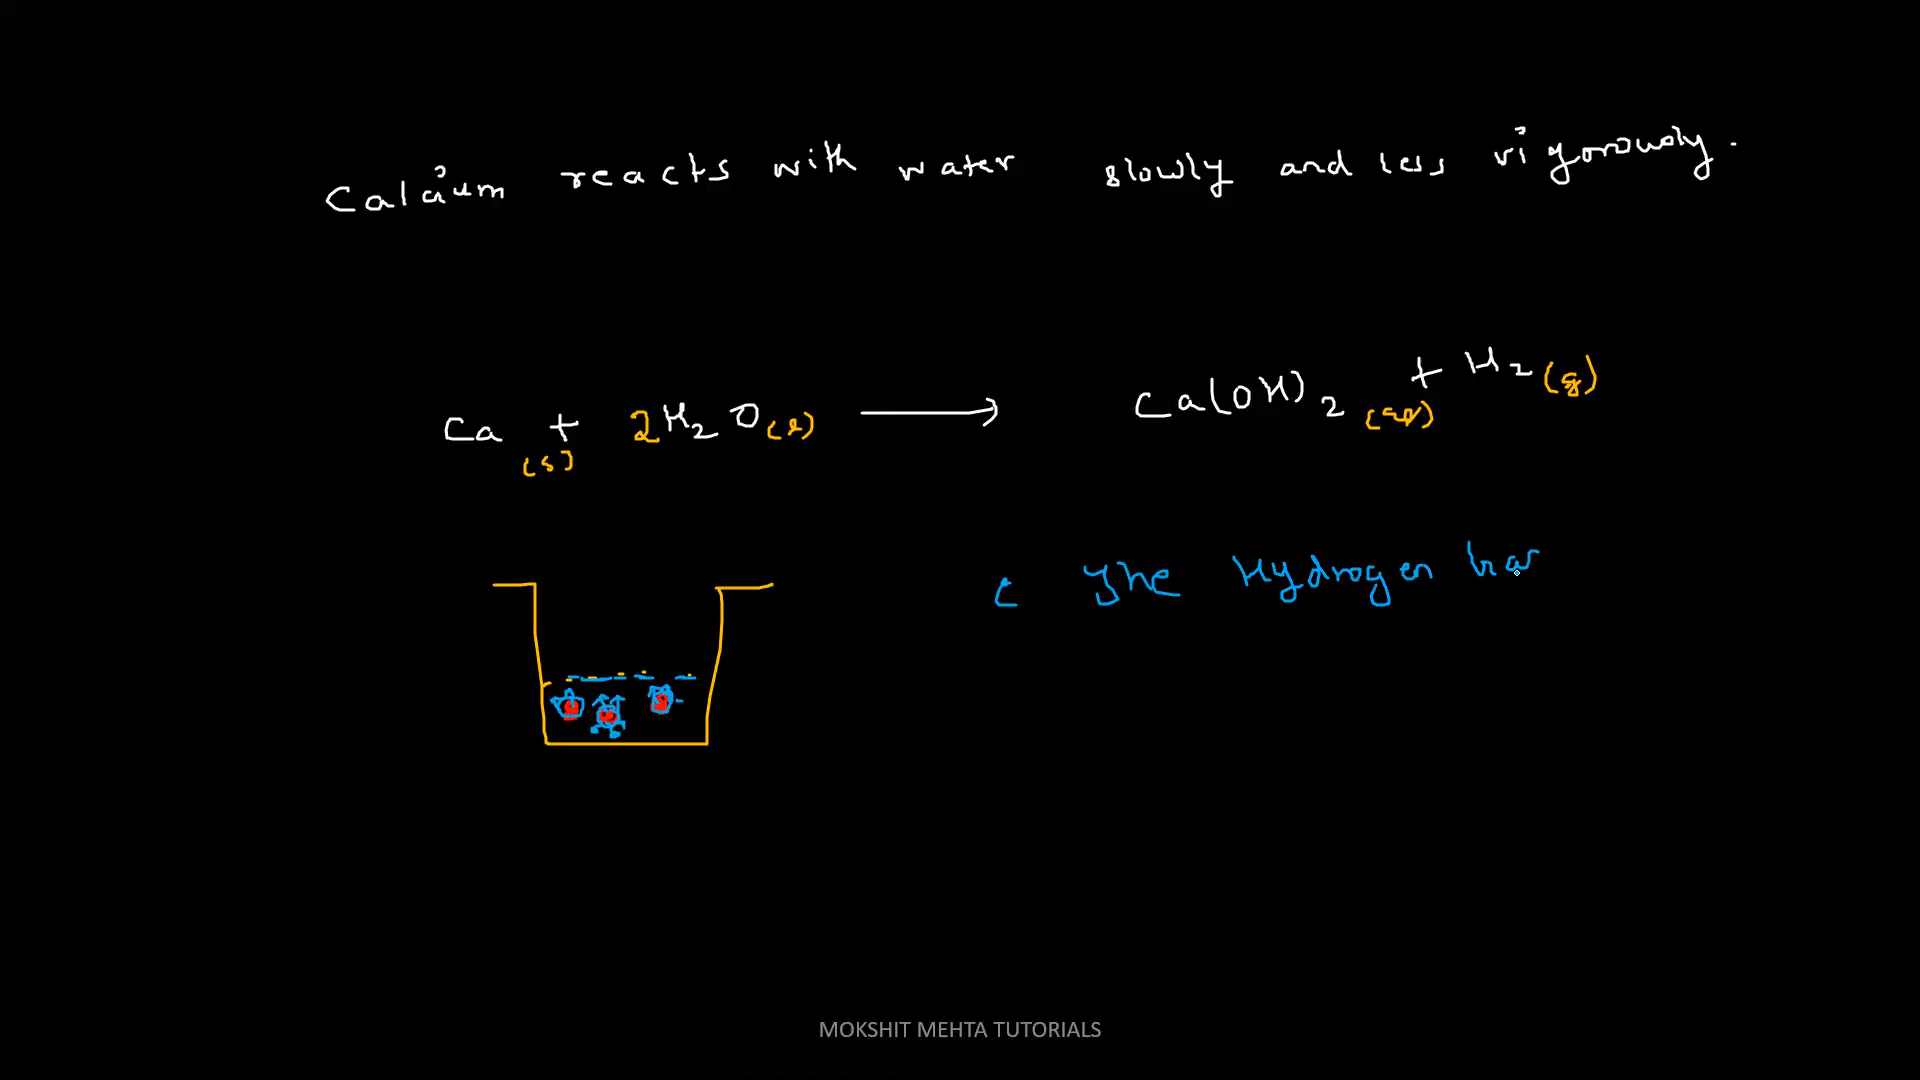 Calcium reacts with water slowly and less vigorously.
Ca (s) + 2H₂O(l) ⟶ Ca(OH)₂ (aq) + H₂ (g)
c The Hydrogen
MOKSHIT MEHTA TUTORIALS